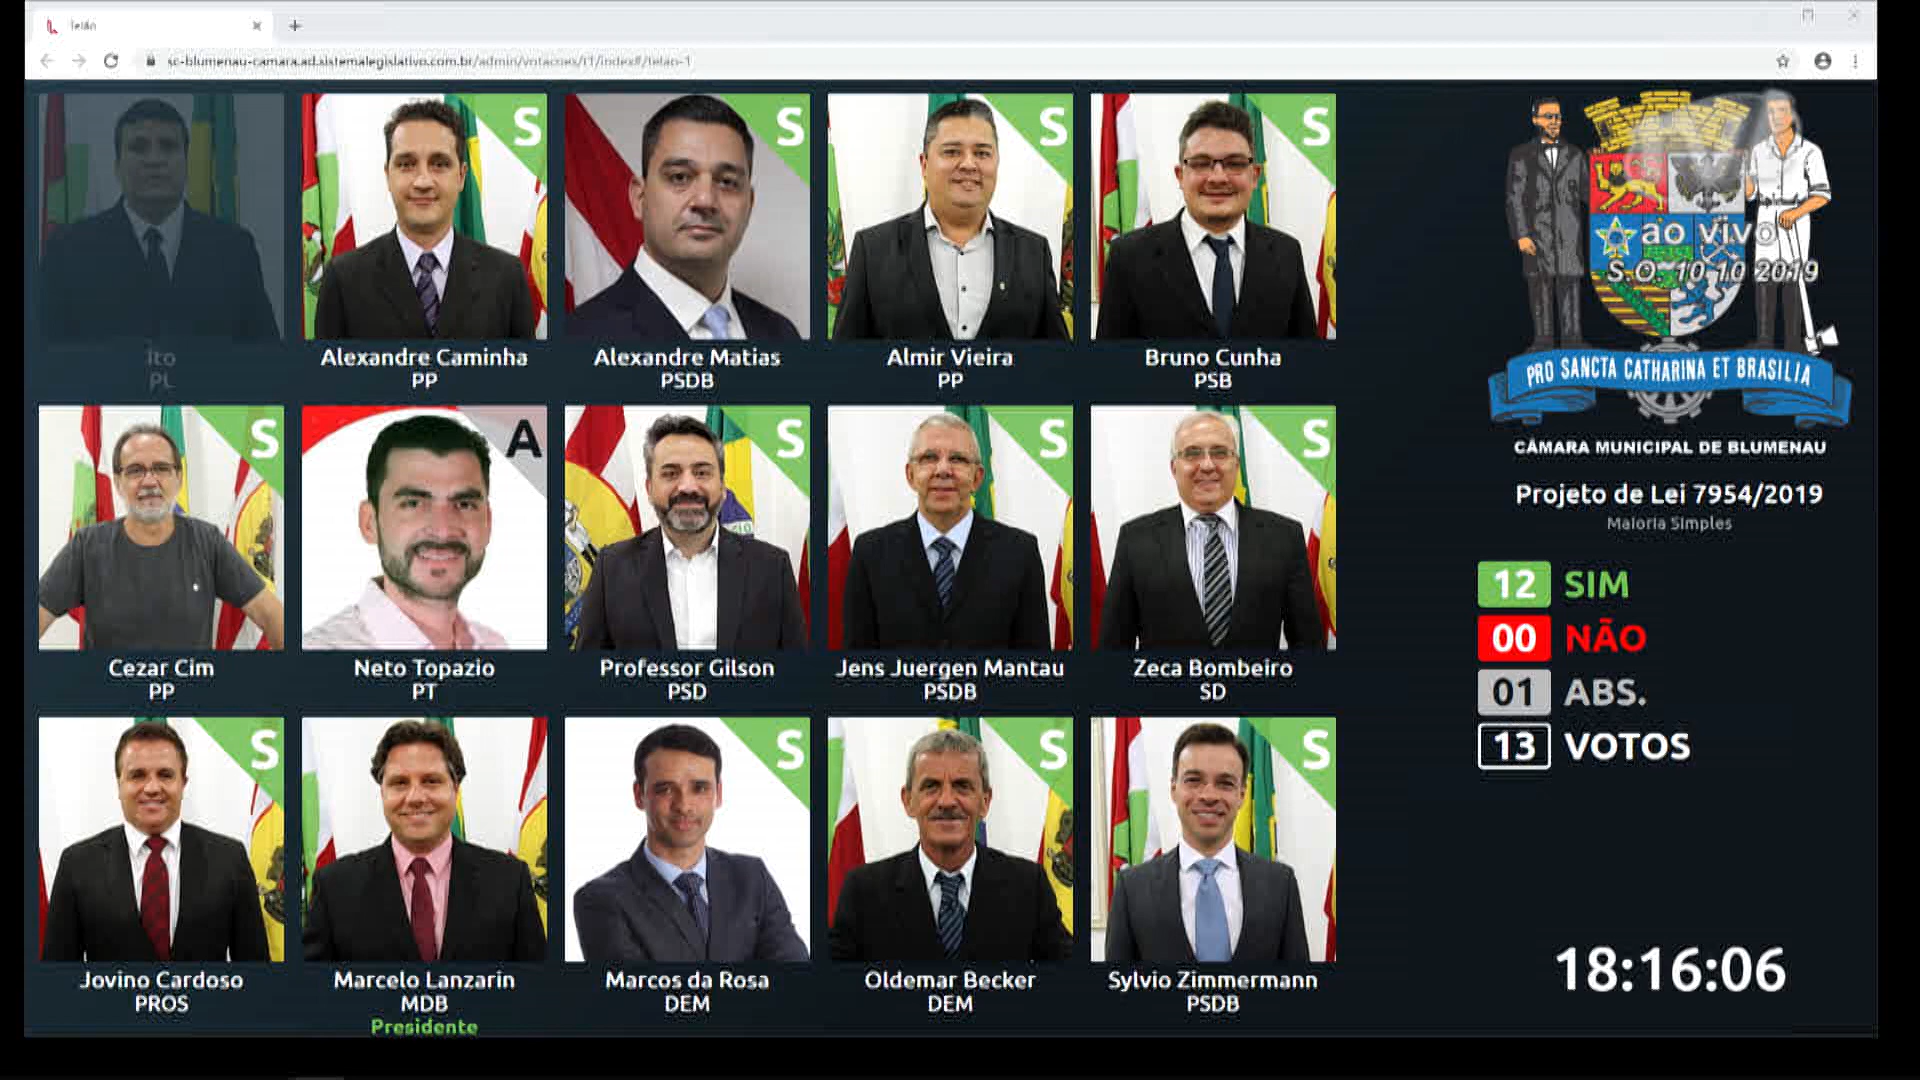 telão
sc-blumenau-camara.ad.sistemalegislativo.com.br/admin/votacoes/t1/index#/telao-1
Ito
PL
S
Alexandre Caminha
PP
S
Alexandre Matias
PSDB
S
Almir Vieira
PP
S
Bruno Cunha
PSB
S
Cezar Cim
PP
A
Neto Topazio
PT
S
Professor Gilson
PSD
S
Jens Juergen Mantau
PSDB
S
Zeca Bombeiro
SD
S
Jovino Cardoso
PROS
Marcelo Lanzarin
MDB
Presidente
S
Marcos da Rosa
DEM
S
Oldemar Becker
DEM
S
Sylvio Zimmermann
PSDB
ao vivo
S.O. 10 10 2019
PRO SANCTA CATHARINA ET BRASILIA
CÂMARA MUNICIPAL DE BLUMENAU
Projeto de Lei 7954/2019
Maioria Simples
12 SIM
00 NÃO
01 ABS.
13 VOTOS
18:16:06